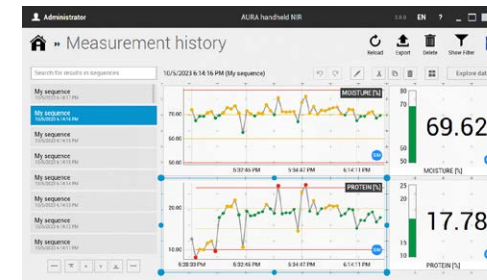 Administrator
AURA handheld NIR
EN ?
Measurement history
Reload Export Delete Show Filter
Search for results in sequences
10/5/2023 6:14:16 PM (My sequence)
Explore dat
My sequence
My sequence
My sequence
My sequence
My sequence
My sequence
My sequence
My sequence
MOISTURE [%]
70.00
60.00
50.00
5:32:46 PM 5:34:47 PM 6:14:11 PM
80
70
50
50
69.62
MOISTURE [%]
PROTEIN [%]
20.00
10.00
5:28:33 PM 5:32:46 PM 5:34:47 PM 6:14:11 PM
25
20
15
10
17.78
PROTEIN [%]